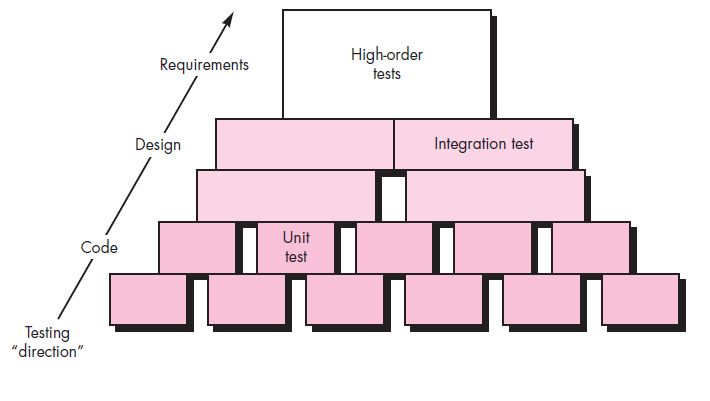 High-order
tests
Requirements
Design
Integration test
Code
Unit
test
Testing
“direction”